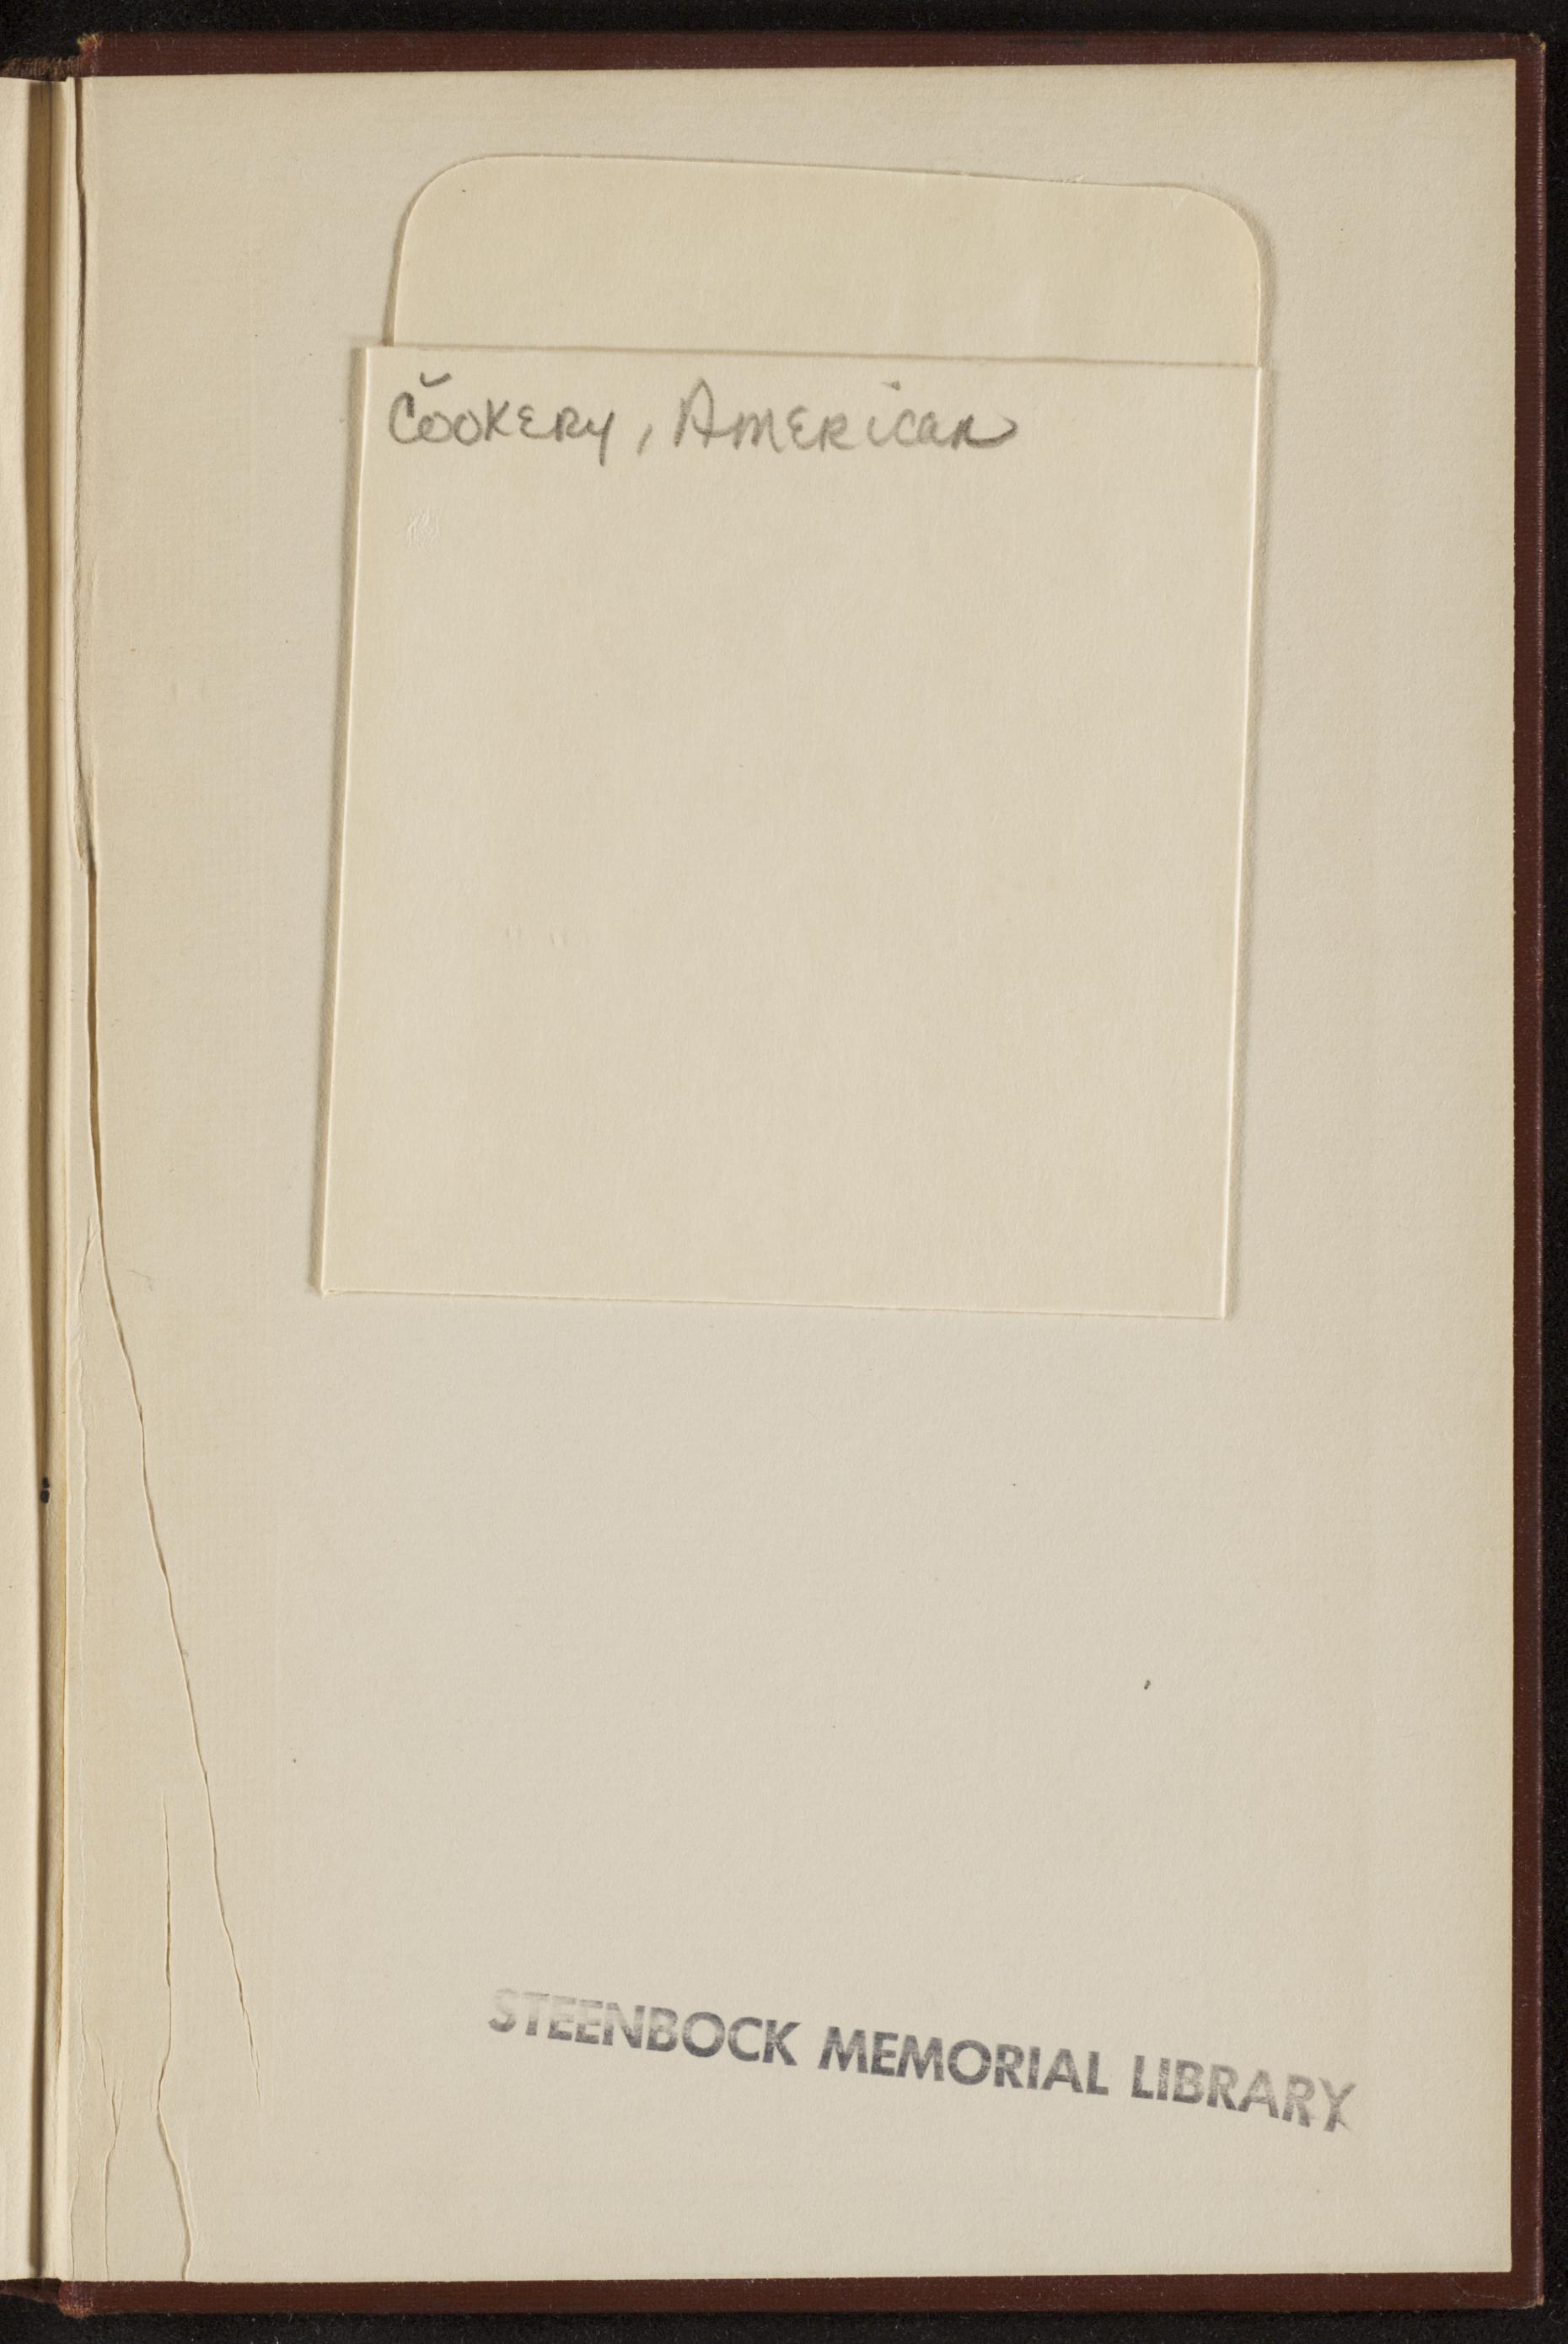 Cookery, American
STEENBOCK MEMORIAL LIBRARY